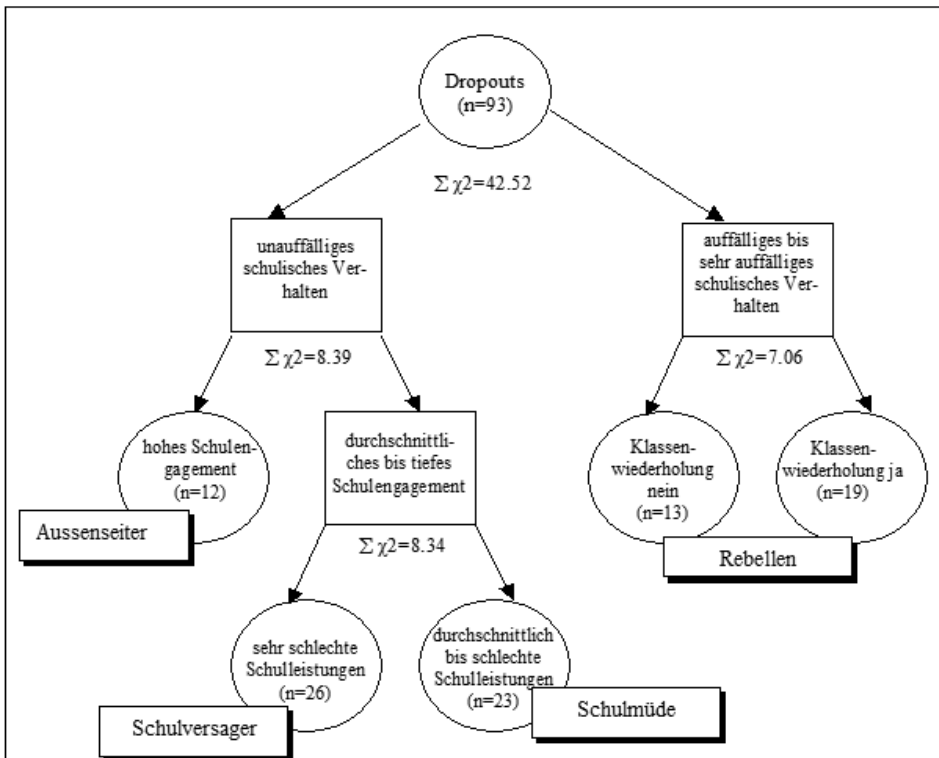 Dropouts
(n=93)
Σ χ2=42.52
unauffälliges
schulisches Ver-
halten
auffälliges bis
sehr auffälliges
schulisches Ver-
halten
Σ χ2=8.39
Σ χ2=7.06
hohes Schulen-
gagement
(n=12)
Aussenseiter
durchschnittli-
ches bis tiefes
Schulengagement
Klassen-
wiederholung
nein
(n=13)
Klassen-
wiederholung ja
(n=19)
Rebellen
Σ χ2=8.34
sehr schlechte
Schulleistungen
(n=26)
Schulversager
durchschnittlich
bis schlechte
Schulleistungen
(n=23)
Schulmüde